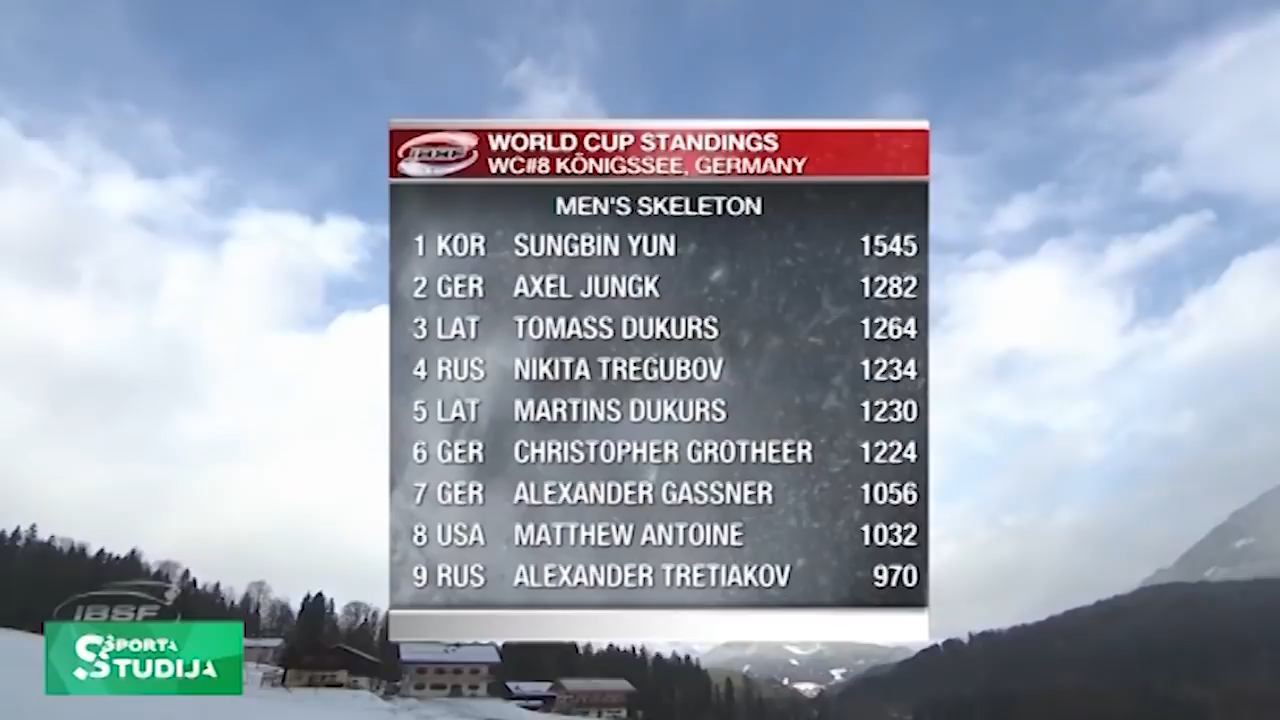 WORLD CUP STANDINGS
WC#8 KÖNIGSSEE, GERMANY
MEN'S SKELETON
1 KOR SUNGBIN YUN 1545
2 GER AXEL JUNGK 1282
3 LAT TOMASS DUKURS 1264
4 RUS NIKITA TREGUBOV 1234
5 LAT MARTINS DUKURS 1230
6 GER CHRISTOPHER GROTHEER 1224
7 GER ALEXANDER GASSNER 1056
8 USA MATTHEW ANTOINE 1032
9 RUS ALEXANDER TRETIAKOV 970
IBSF
SPORTA
STUDIJA